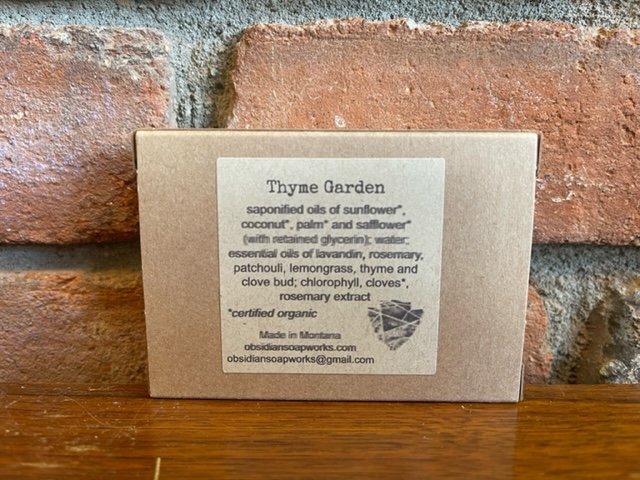 Thyme Garden
saponified oils of sunflower*,
coconut*, palm* and safflower*
(with retained glycerin); water;
essential oils of lavandin, rosemary,
patchouli, lemongrass, thyme and
clove bud; chlorophyll, cloves*,
rosemary extract
*certified organic
Made in Montana
obsidiansoapworks.com
obsidiansoapworks@gmail.com